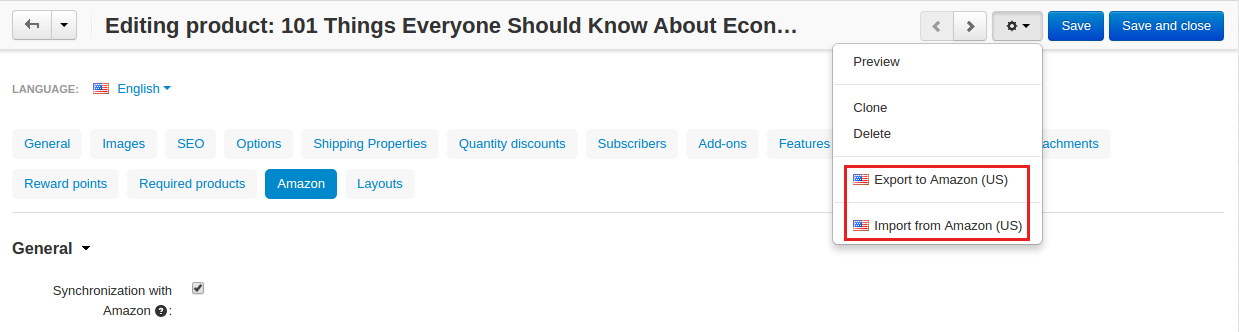 Editing product: 101 Things Everyone Should Know About Econ…
Save
Save and close
LANGUAGE: English
Preview
Clone
Delete
Export to Amazon (US)
Import from Amazon (US)
General Images SEO Options Shipping Properties Quantity discounts Subscribers Add-ons Features achments
Reward points Required products Amazon Layouts
General
Synchronization with
Amazon ?: